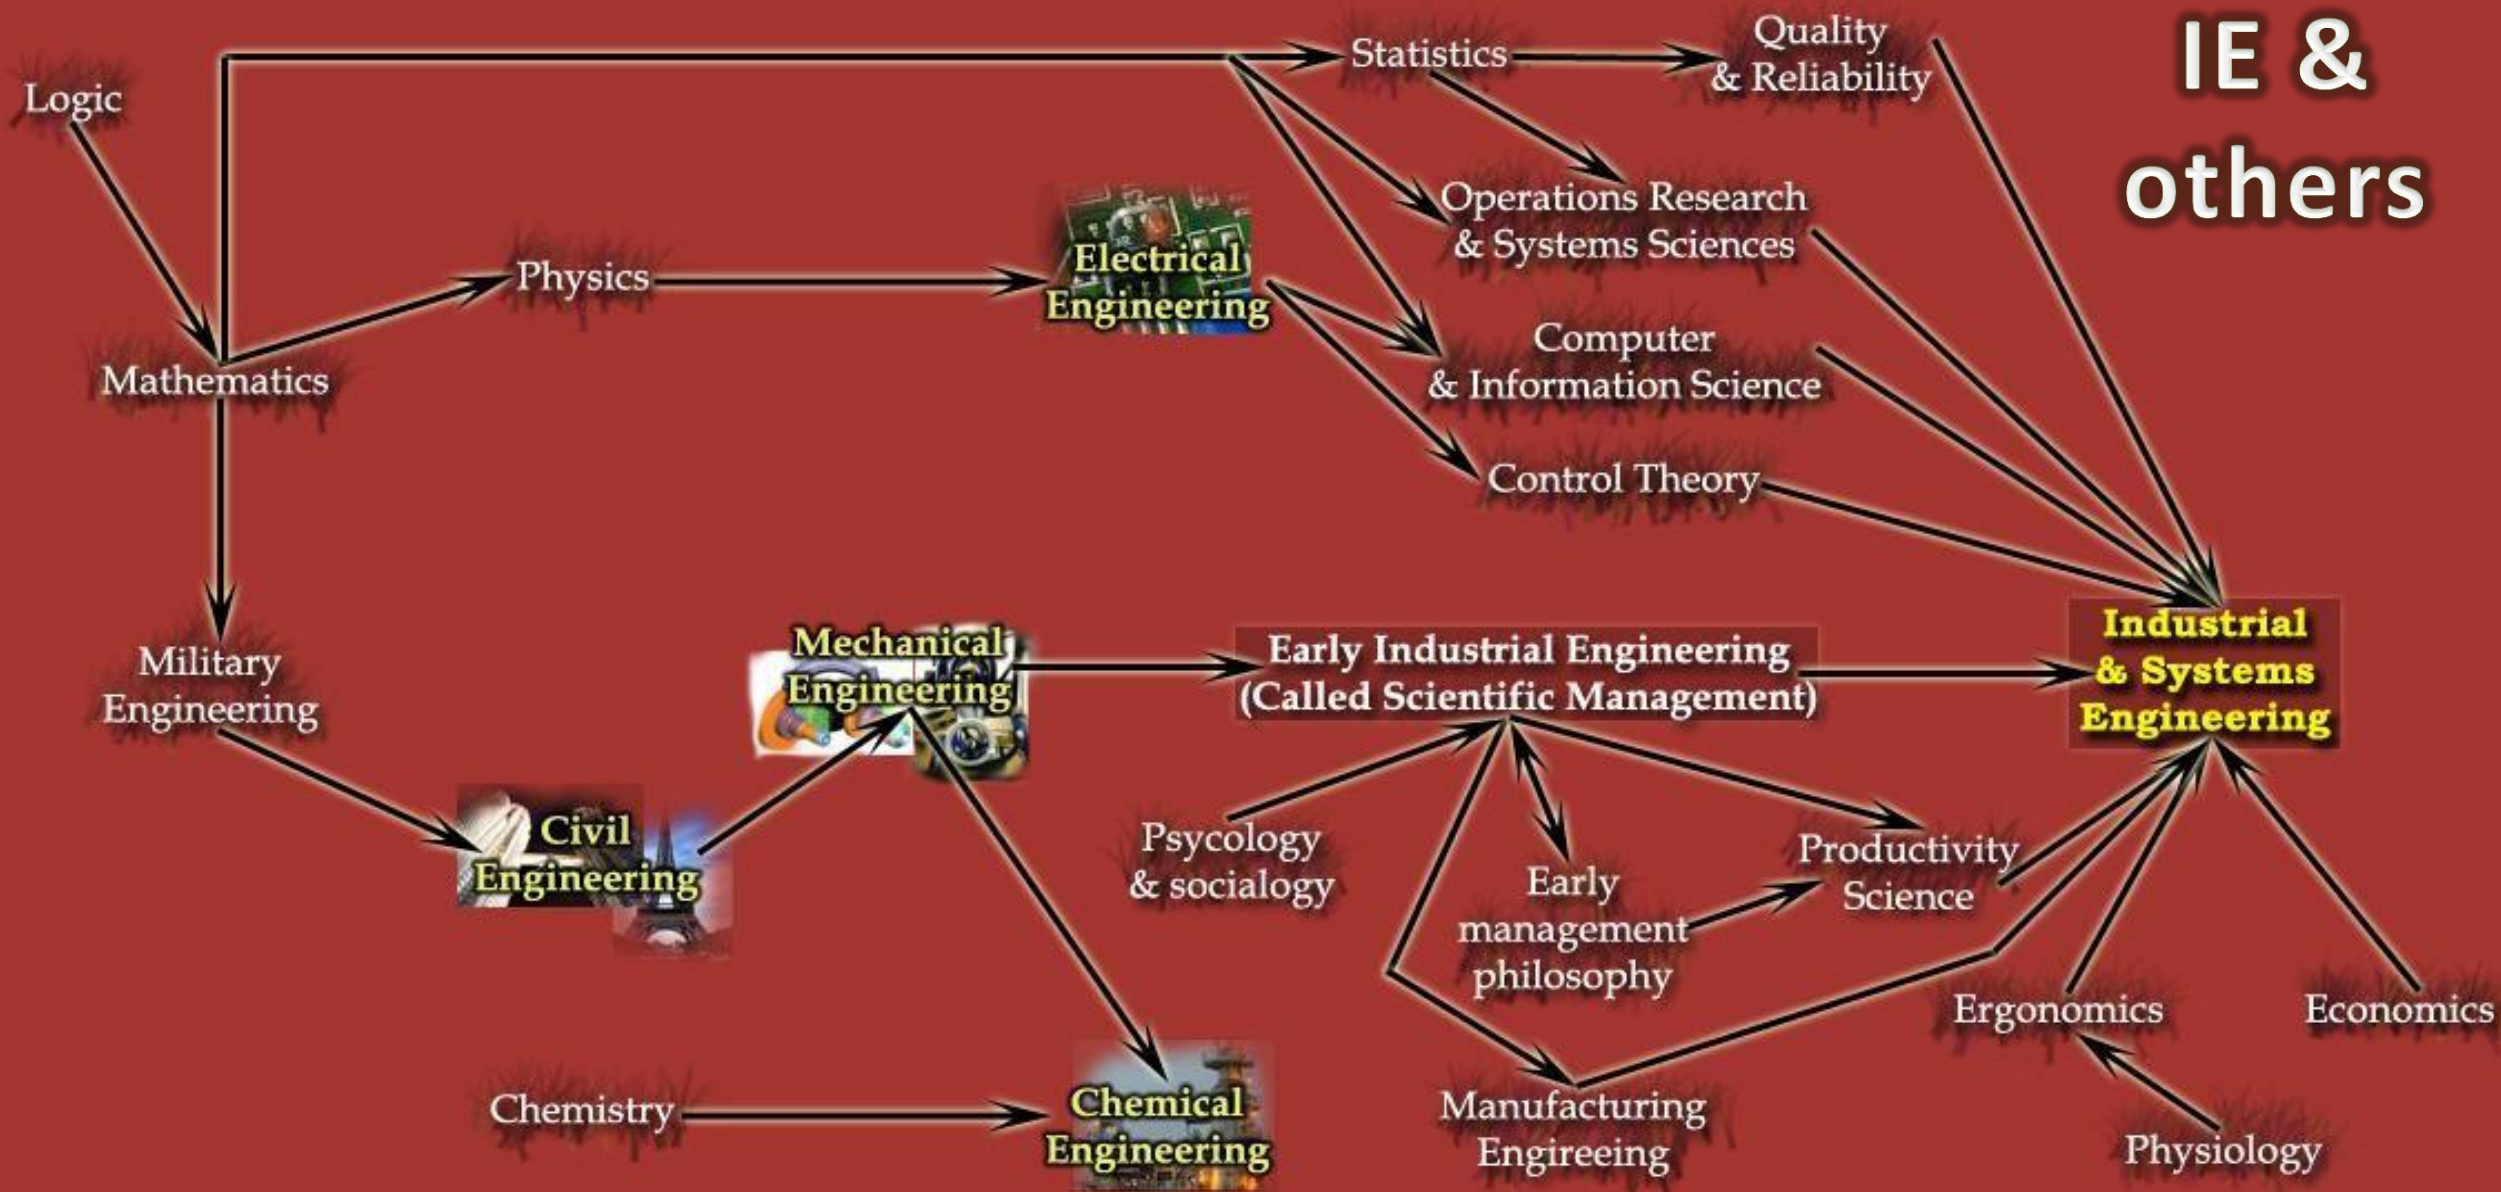 IE &
others
Logic
Statistics
Quality
& Reliability
Operations Research
& Systems Sciences
Physics
Electrical
Engineering
Computer
& Information Science
Mathematics
Control Theory
Military
Engineering
Mechanical
Engineering
Early Industrial Engineering
(Called Scientific Management)
Industrial
& Systems
Engineering
Civil
Engineering
Psycology
& socialogy
Early
management
philosophy
Productivity
Science
Ergonomics
Economics
Chemistry
Chemical
Engineering
Manufacturing
Engireeing
Physiology